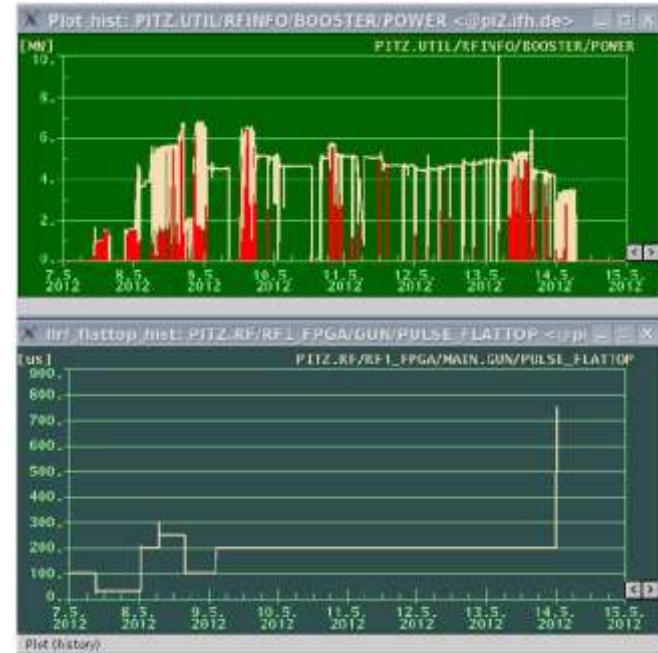 Plot_hist: PITZ.UTIL/RFINFO/BOOSTER/POWER <@pi2.ifh.de>
[MW] PITZ.UTIL/RFINFO/BOOSTER/POWER
10.
8.
6.
4.
2.
0.
7.5. 8.5. 9.5. 10.5. 11.5. 12.5. 13.5. 14.5. 15.5.
2012 2012 2012 2012 2012 2012 2012 2012 2012
llrf_flattop_hist: PITZ.RF/RF1_FPGA/GUN/PULSE_FLATTOP <@pi
[us] PITZ.RF/RF1_FPGA/MAIN.GUN/PULSE_FLATTOP
900.
800.
700.
600.
500.
400.
300.
200.
100.
0.
7.5. 8.5. 9.5. 10.5. 11.5. 12.5. 13.5. 14.5. 15.5.
2012 2012 2012 2012 2012 2012 2012 2012 2012
Plot (history)